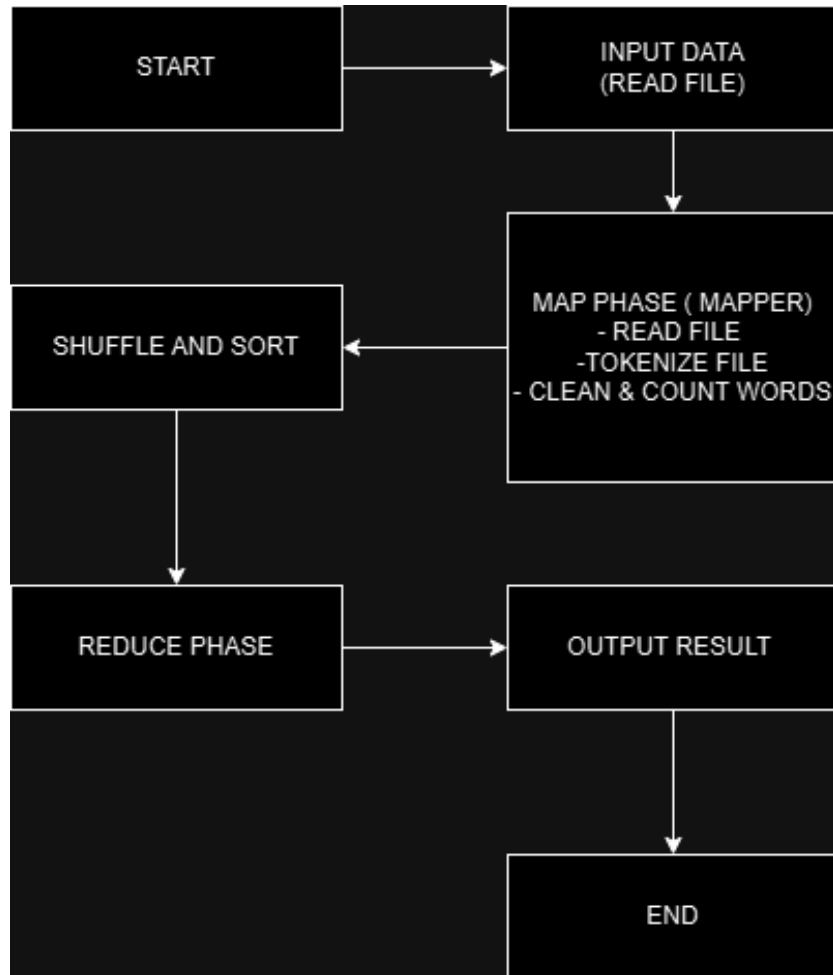 START
INPUT DATA
(READ FILE)
MAP PHASE ( MAPPER)
- READ FILE
-TOKENIZE FILE
- CLEAN & COUNT WORDS
SHUFFLE AND SORT
REDUCE PHASE
OUTPUT RESULT
END